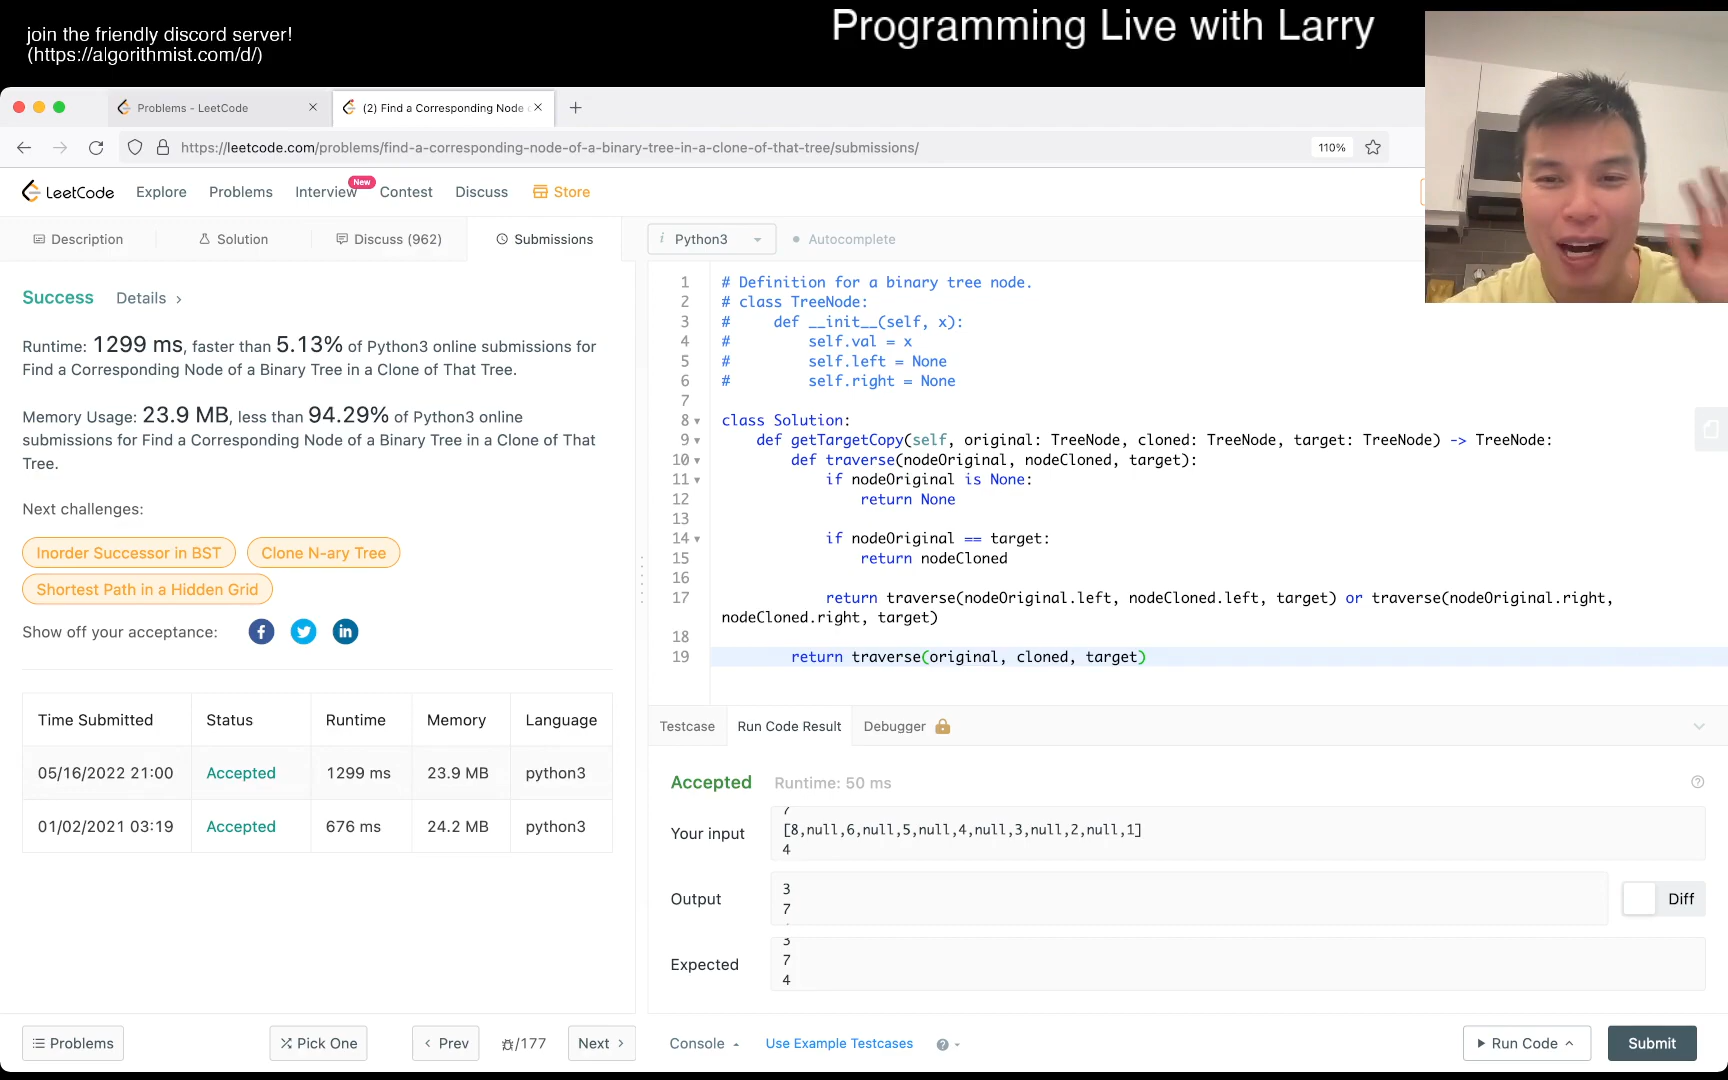 join the friendly discord server!
(https://algorithmist.com/d/)
Programming Live with Larry
Problems - LeetCode
(2) Find a Corresponding Node
https://leetcode.com/problems/find-a-corresponding-node-of-a-binary-tree-in-a-clone-of-that-tree/submissions/
110%
LeetCode
Explore
Problems
Interview
New
Contest
Discuss
Store
Description
Solution
Discuss (962)
Submissions
i Python3
Autocomplete
Success
Details >
Runtime: 1299 ms, faster than 5.13% of Python3 online submissions for
Find a Corresponding Node of a Binary Tree in a Clone of That Tree.
Memory Usage: 23.9 MB, less than 94.29% of Python3 online
submissions for Find a Corresponding Node of a Binary Tree in a Clone of That
Tree.
Next challenges:
Inorder Successor in BST
Clone N-ary Tree
Shortest Path in a Hidden Grid
Show off your acceptance:
Time Submitted Status Runtime Memory Language
05/16/2022 21:00 Accepted 1299 ms 23.9 MB python3
01/02/2021 03:19 Accepted 676 ms 24.2 MB python3
1 # Definition for a binary tree node.
2 # class TreeNode:
3 #     def __init__(self, x):
4 #         self.val = x
5 #         self.left = None
6 #         self.right = None
7
8 class Solution:
9     def getTargetCopy(self, original: TreeNode, cloned: TreeNode, target: TreeNode) -> TreeNode:
10         def traverse(nodeOriginal, nodeCloned, target):
11             if nodeOriginal is None:
12                 return None
13
14             if nodeOriginal == target:
15                 return nodeCloned
16
17             return traverse(nodeOriginal.left, nodeCloned.left, target) or traverse(nodeOriginal.right,
nodeCloned.right, target)
18
19         return traverse(original, cloned, target)
Testcase
Run Code Result
Debugger
Accepted
Runtime: 50 ms
Your input
7
[8,null,6,null,5,null,4,null,3,null,2,null,1]
4
Output
3
7
Diff
Expected
3
7
4
Problems
Pick One
< Prev
/177
Next >
Console
Use Example Testcases
Run Code
Submit